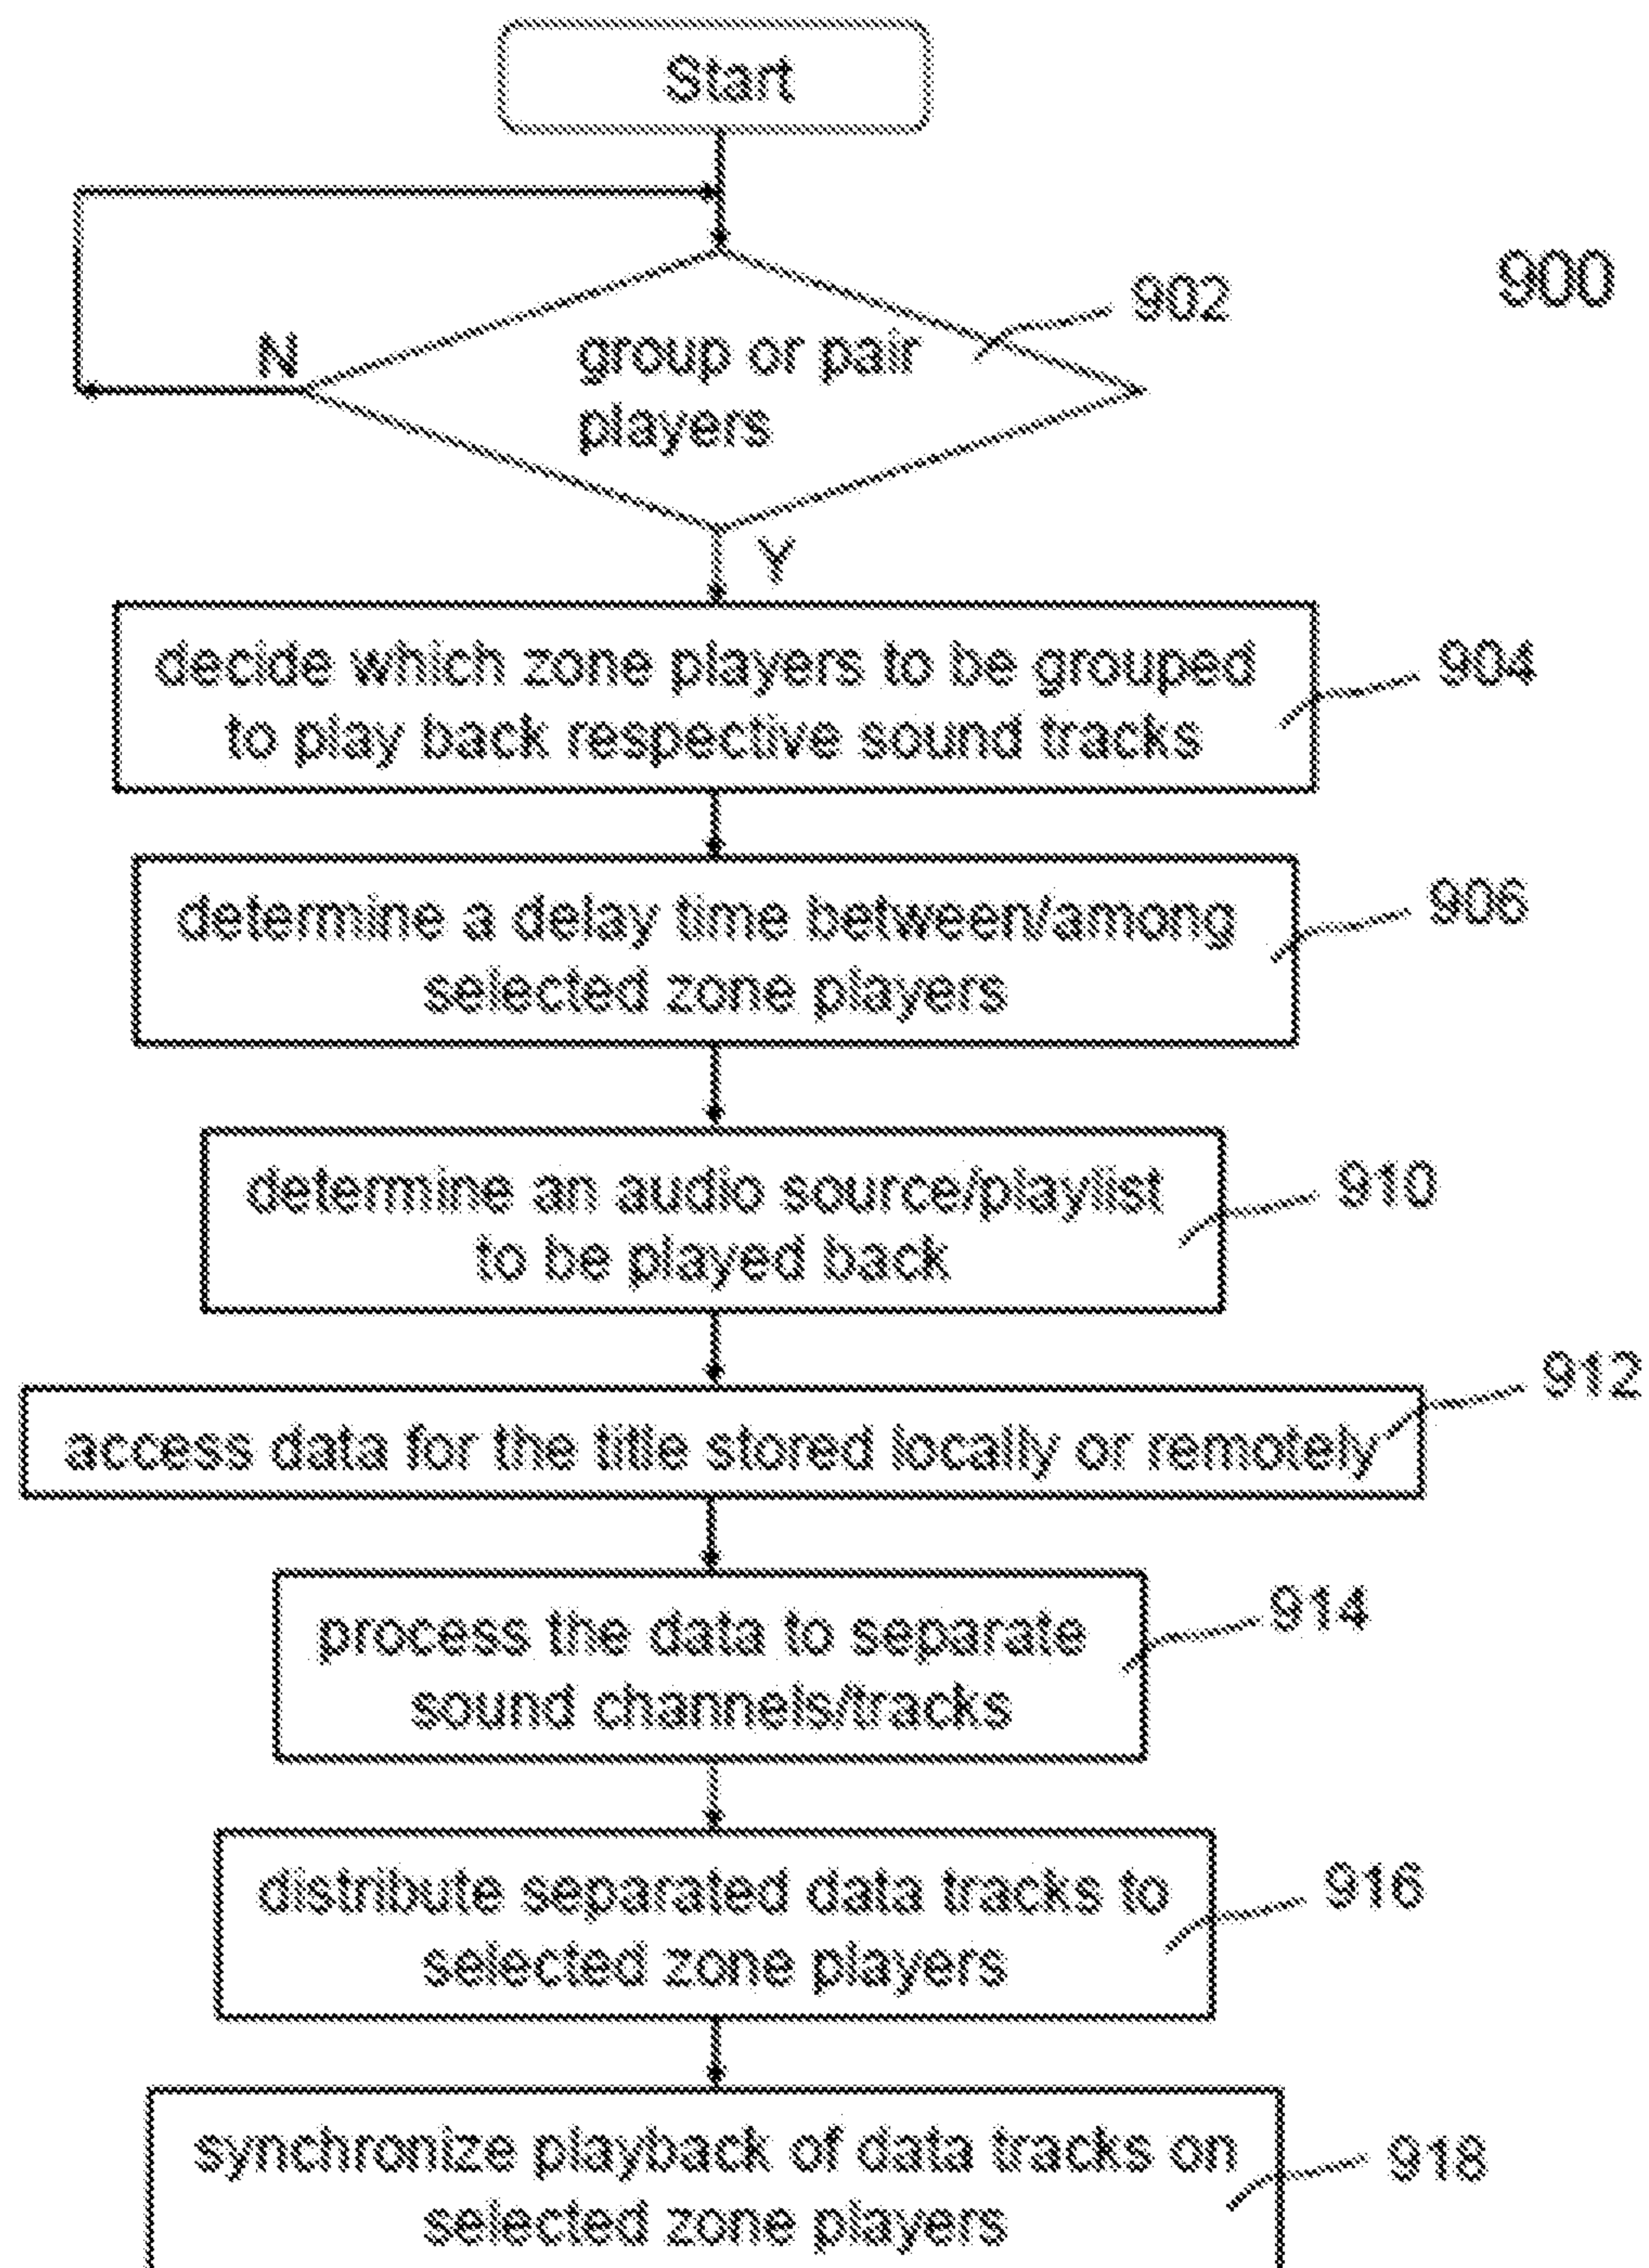 Start
900
902
group or pair
players
N
Y
decide which zone players to be grouped
to play back respective sound tracks
904
determine a delay time between/among
selected zone players
906
determine an audio source/playlist
to be played back
910
access data for the title stored locally or remotely
912
process the data to separate
sound channels/tracks
914
distribute separated data tracks to
selected zone players
916
synchronize playback of data tracks on
selected zone players
918